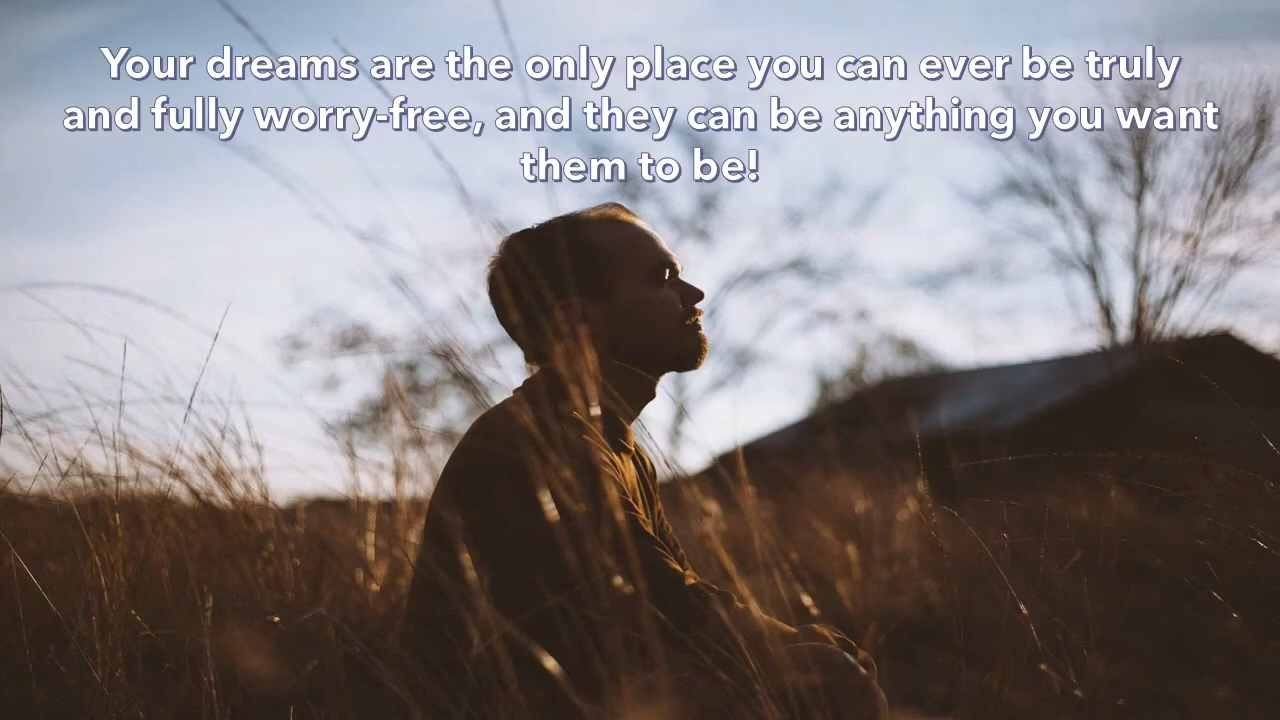 Your dreams are the only place you can ever be truly
and fully worry-free, and they can be anything you want
them to be!